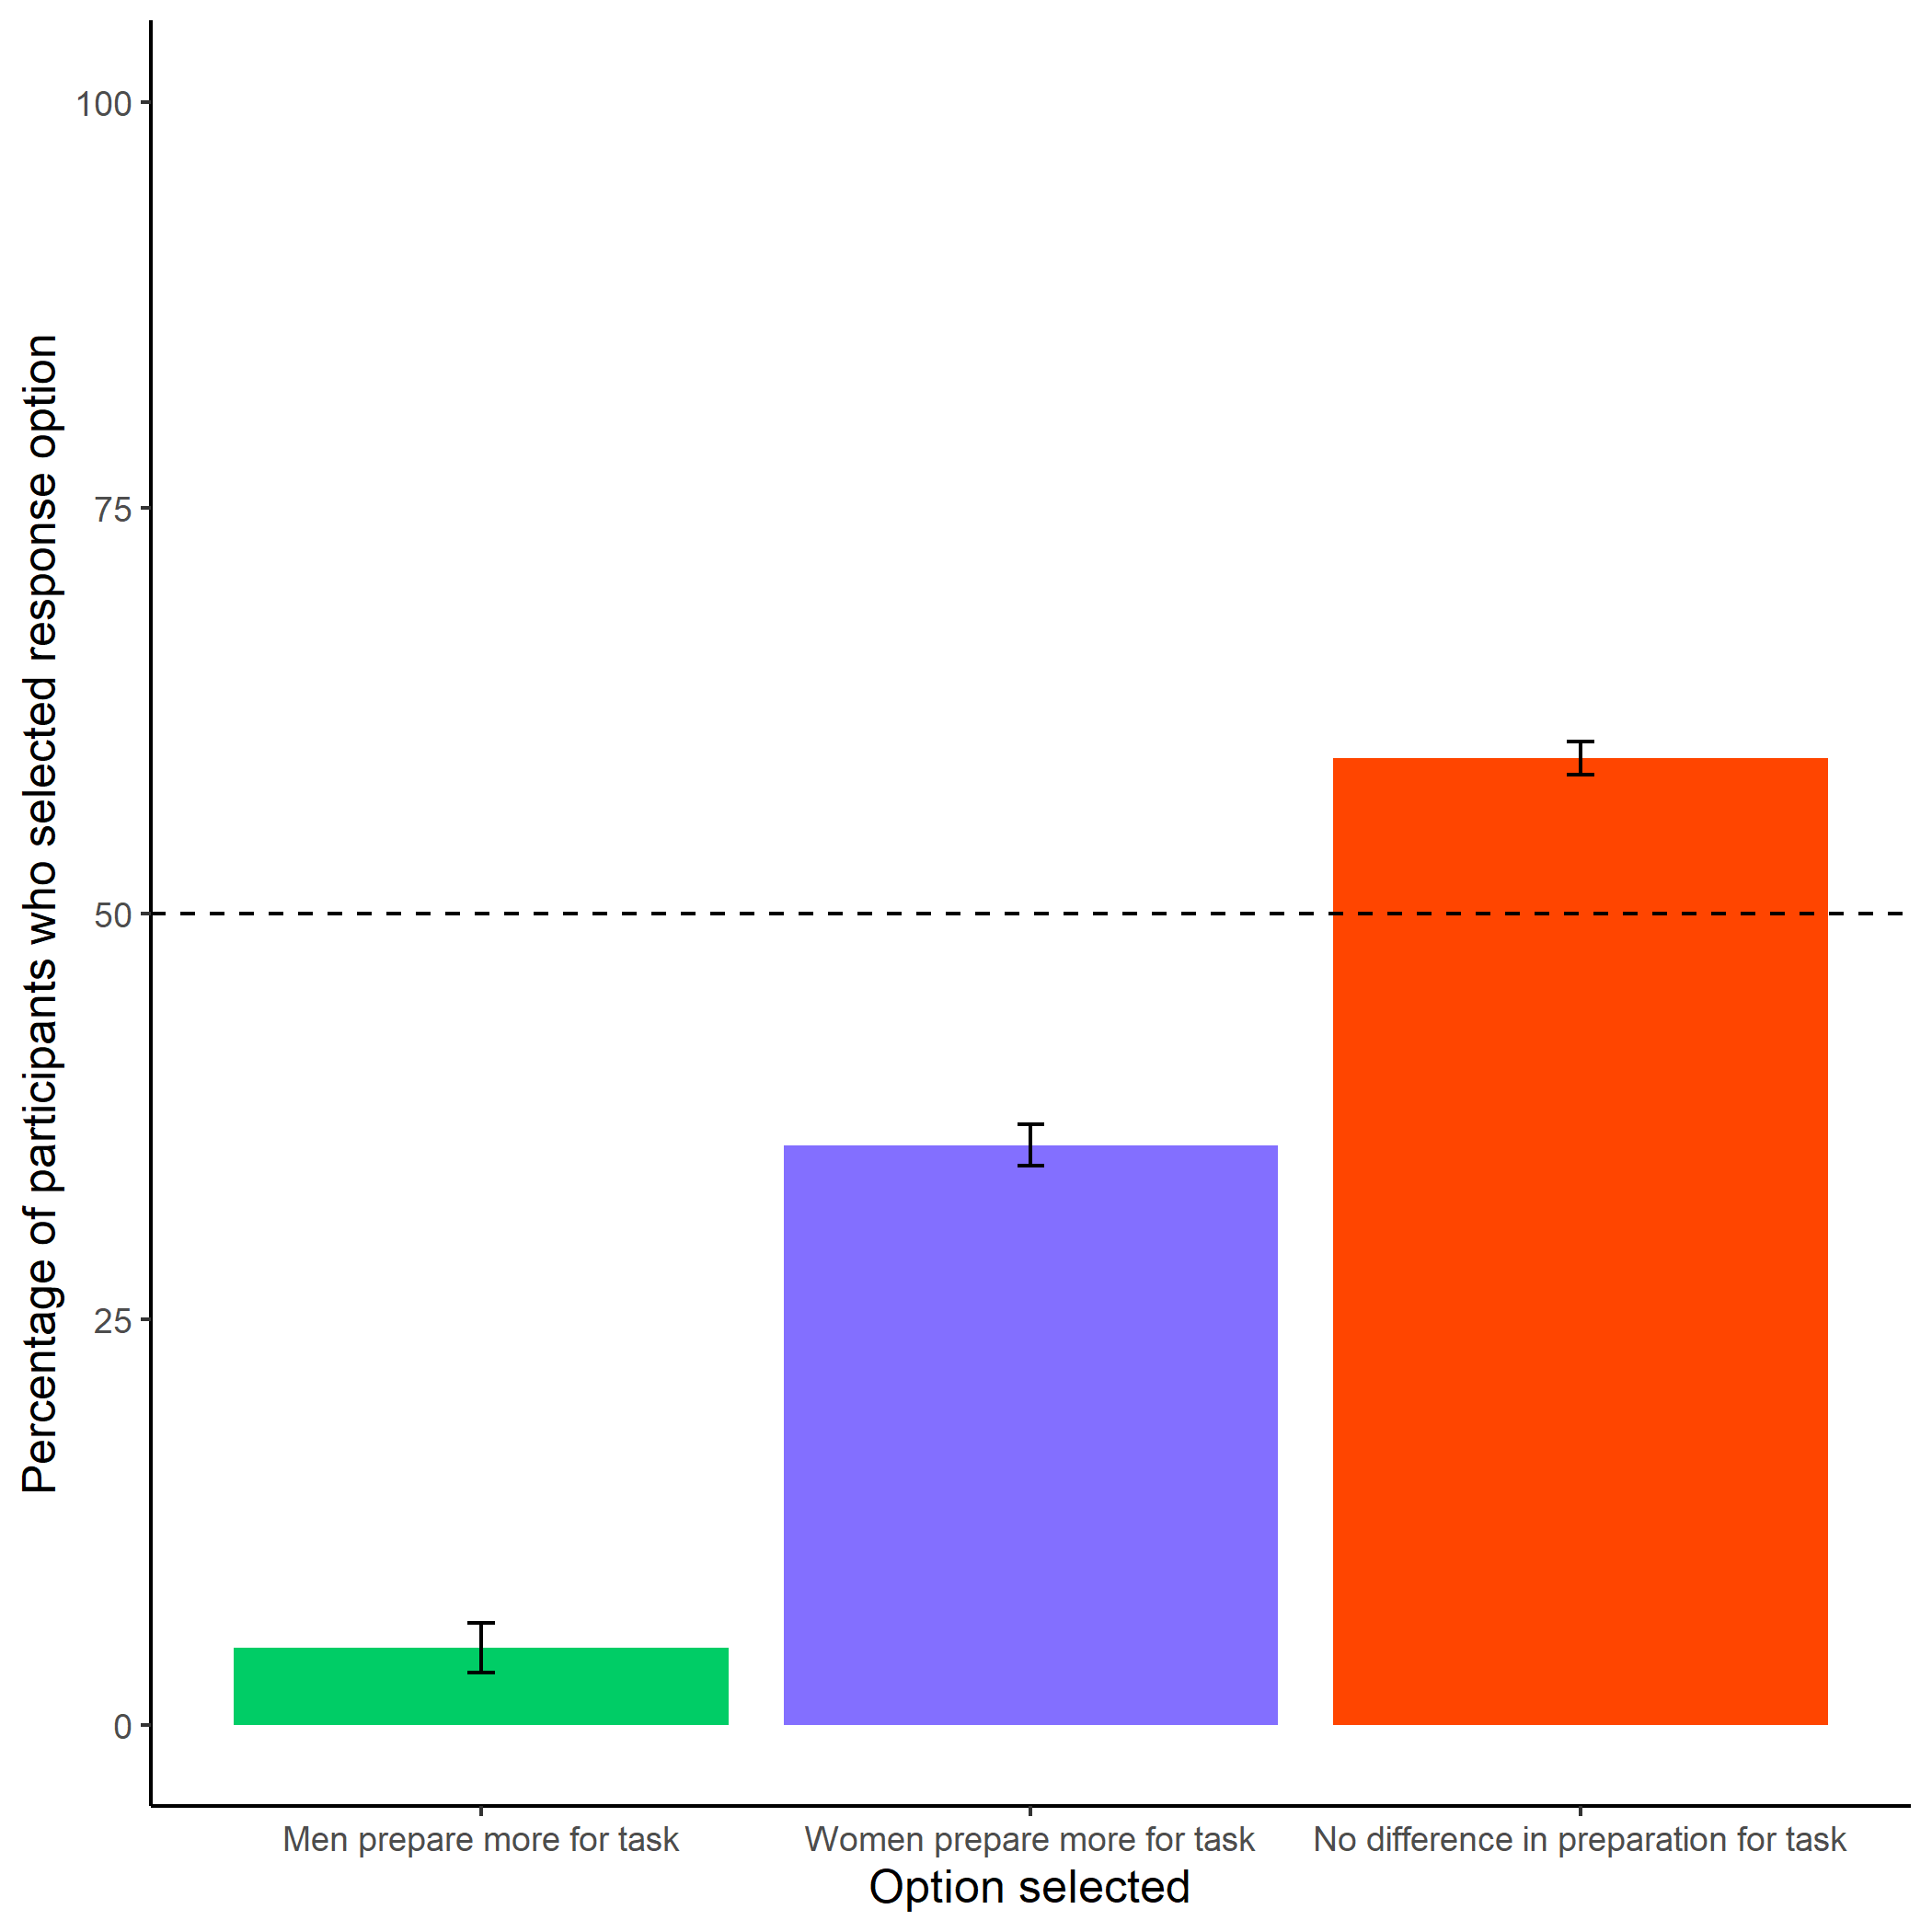 Percentage of participants who selected response option
100
75
50
25
0
Men prepare more for task
Women prepare more for task
No difference in preparation for task
Option selected